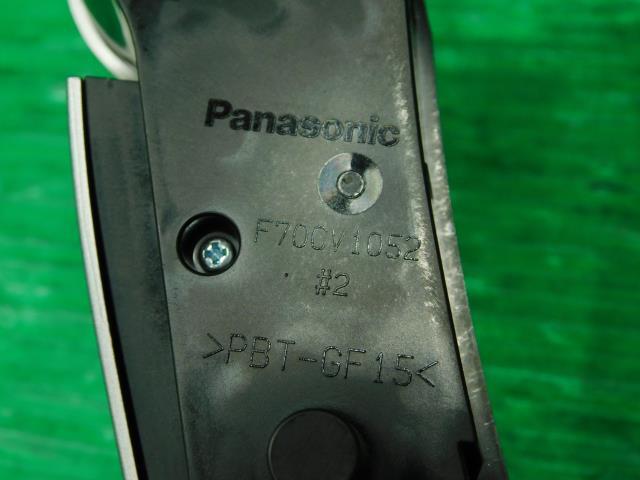 Panasonic
F70CV1052
#2
>PBT-GF15<